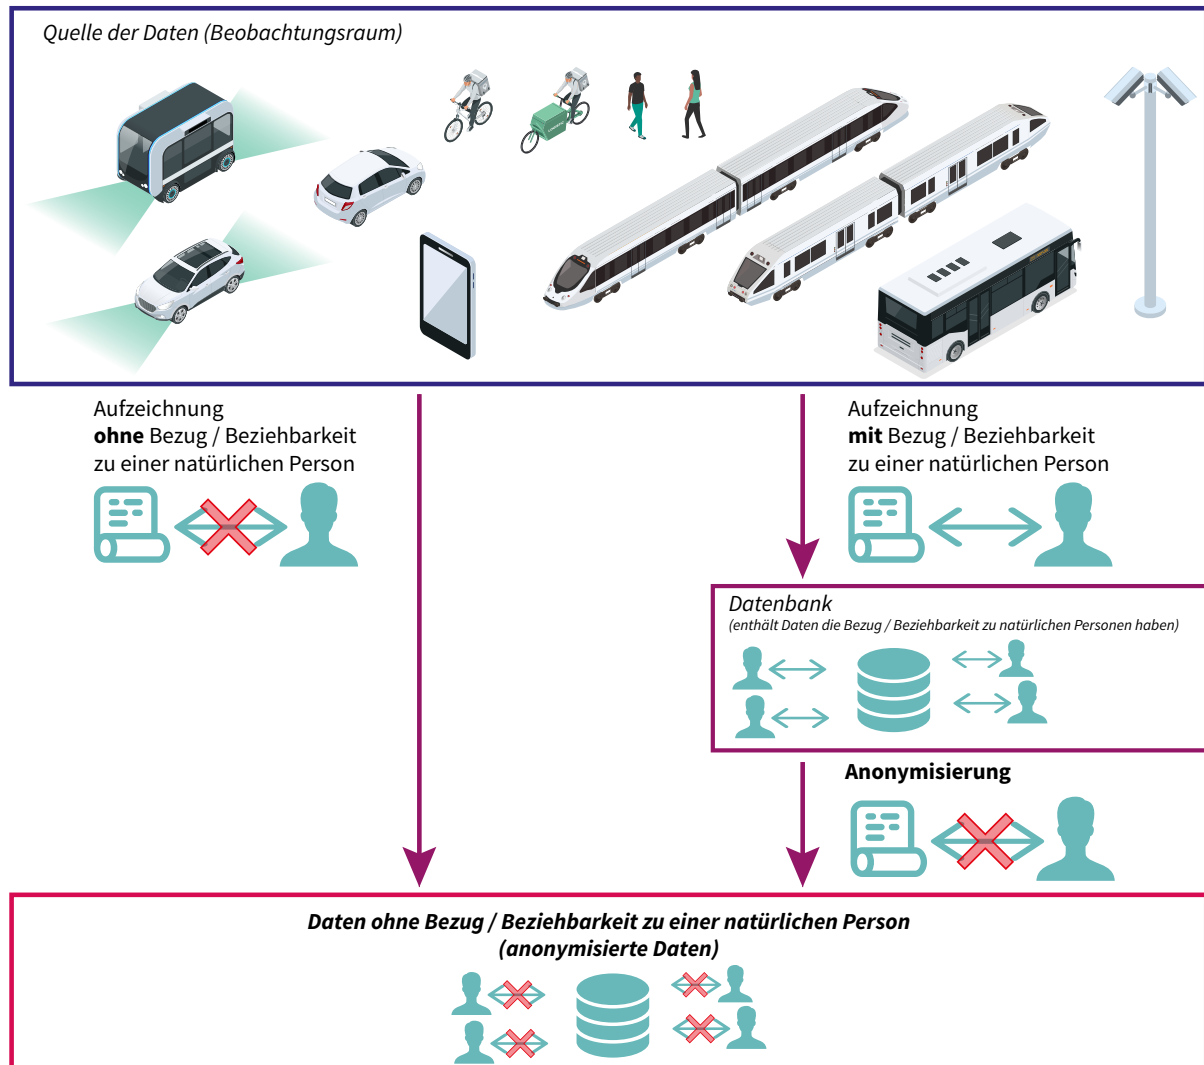 Quelle der Daten (Beobachtungsraum)
Aufzeichnung
ohne Bezug / Beziehbarkeit
zu einer natürlichen Person
Aufzeichnung
mit Bezug / Beziehbarkeit
zu einer natürlichen Person
Datenbank
(enthält Daten die Bezug / Beziehbarkeit zu natürlichen Personen haben)
Anonymisierung
Daten ohne Bezug / Beziehbarkeit zu einer natürlichen Person
(anonymisierte Daten)